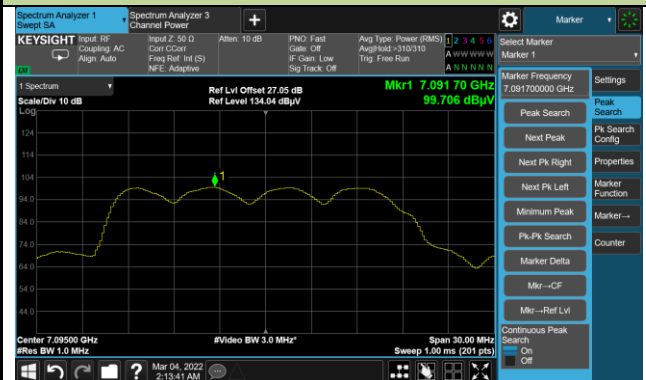 Spectrum Analyzer 1
Swept SA
Spectrum Analyzer 3
Channel Power
Marker
KEYSIGHT
Input: RF
Coupling: AC
Align: Auto
Input Z: 50 Ω
Corr CCorr
Freq Ref: Int (S)
NFE: Adaptive
Atten: 10 dB
PNO: Fast
Gate: Off
IF Gain: Low
Sig Track: Off
Avg Type: Power (RMS)
Avg|Hold:>310/310
Trig: Free Run
1 2 3 4 5 6
A W W W W W
A N N N N N
Select Marker
Marker 1
1 Spectrum
Scale/Div 10 dB
Log
Ref Lvl Offset 27.05 dB
Ref Level 134.04 dBµV
Mkr1 7.091 70 GHz
99.706 dBµV
1
124
114
104
94.0
84.0
74.0
64.0
54.0
44.0
Center 7.09500 GHz
#Res BW 1.0 MHz
#Video BW 3.0 MHz*
Span 30.00 MHz
Sweep 1.00 ms (201 pts)
Marker Frequency
7.091700000 GHz
Peak Search
Next Peak
Next Pk Right
Next Pk Left
Minimum Peak
Pk-Pk Search
Marker Delta
Mkr→CF
Mkr→Ref Lvl
Continuous Peak
Search
On
Off
Settings
Peak
Search
Pk Search
Config
Properties
Marker
Function
Marker→
Counter
Mar 04, 2022
2:13:41 AM